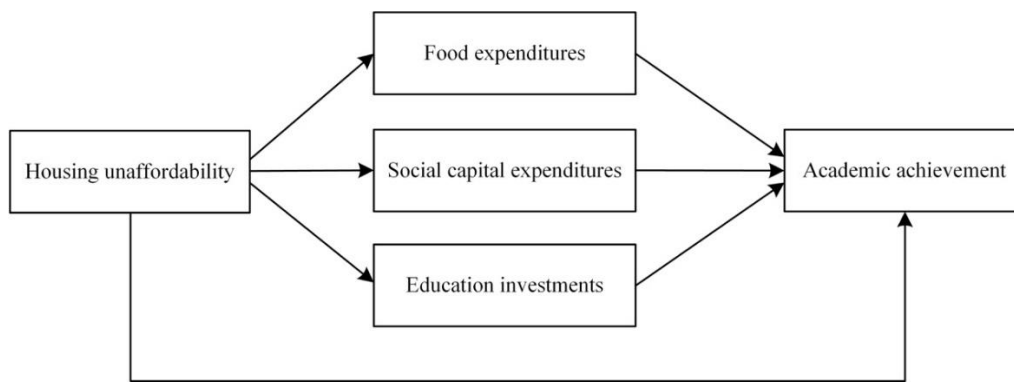 Food expenditures
Housing unaffordability
Social capital expenditures
Academic achievement
Education investments